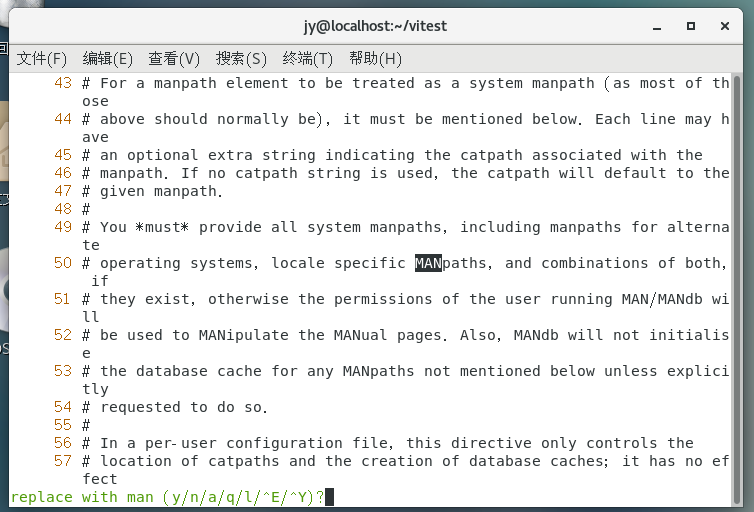 jy@localhost:~/vitest
文件(F) 编辑(E) 查看(V) 搜索(S) 终端(T) 帮助(H)
43 # For a manpath element to be treated as a system manpath (as most of th
ose
44 # above should normally be), it must be mentioned below. Each line may h
ave
45 # an optional extra string indicating the catpath associated with the
46 # manpath. If no catpath string is used, the catpath will default to the
47 # given manpath.
48 #
49 # You *must* provide all system manpaths, including manpaths for alterna
te
50 # operating systems, locale specific MANpaths, and combinations of both,
if
51 # they exist, otherwise the permissions of the user running MAN/MANdb wi
ll
52 # be used to MANipulate the MANual pages. Also, MANdb will not initialis
e
53 # the database cache for any MANpaths not mentioned below unless explici
tly
54 # requested to do so.
55 #
56 # In a per-user configuration file, this directive only controls the
57 # location of catpaths and the creation of database caches; it has no ef
fect
replace with man (y/n/a/q/l/^E/^Y)?